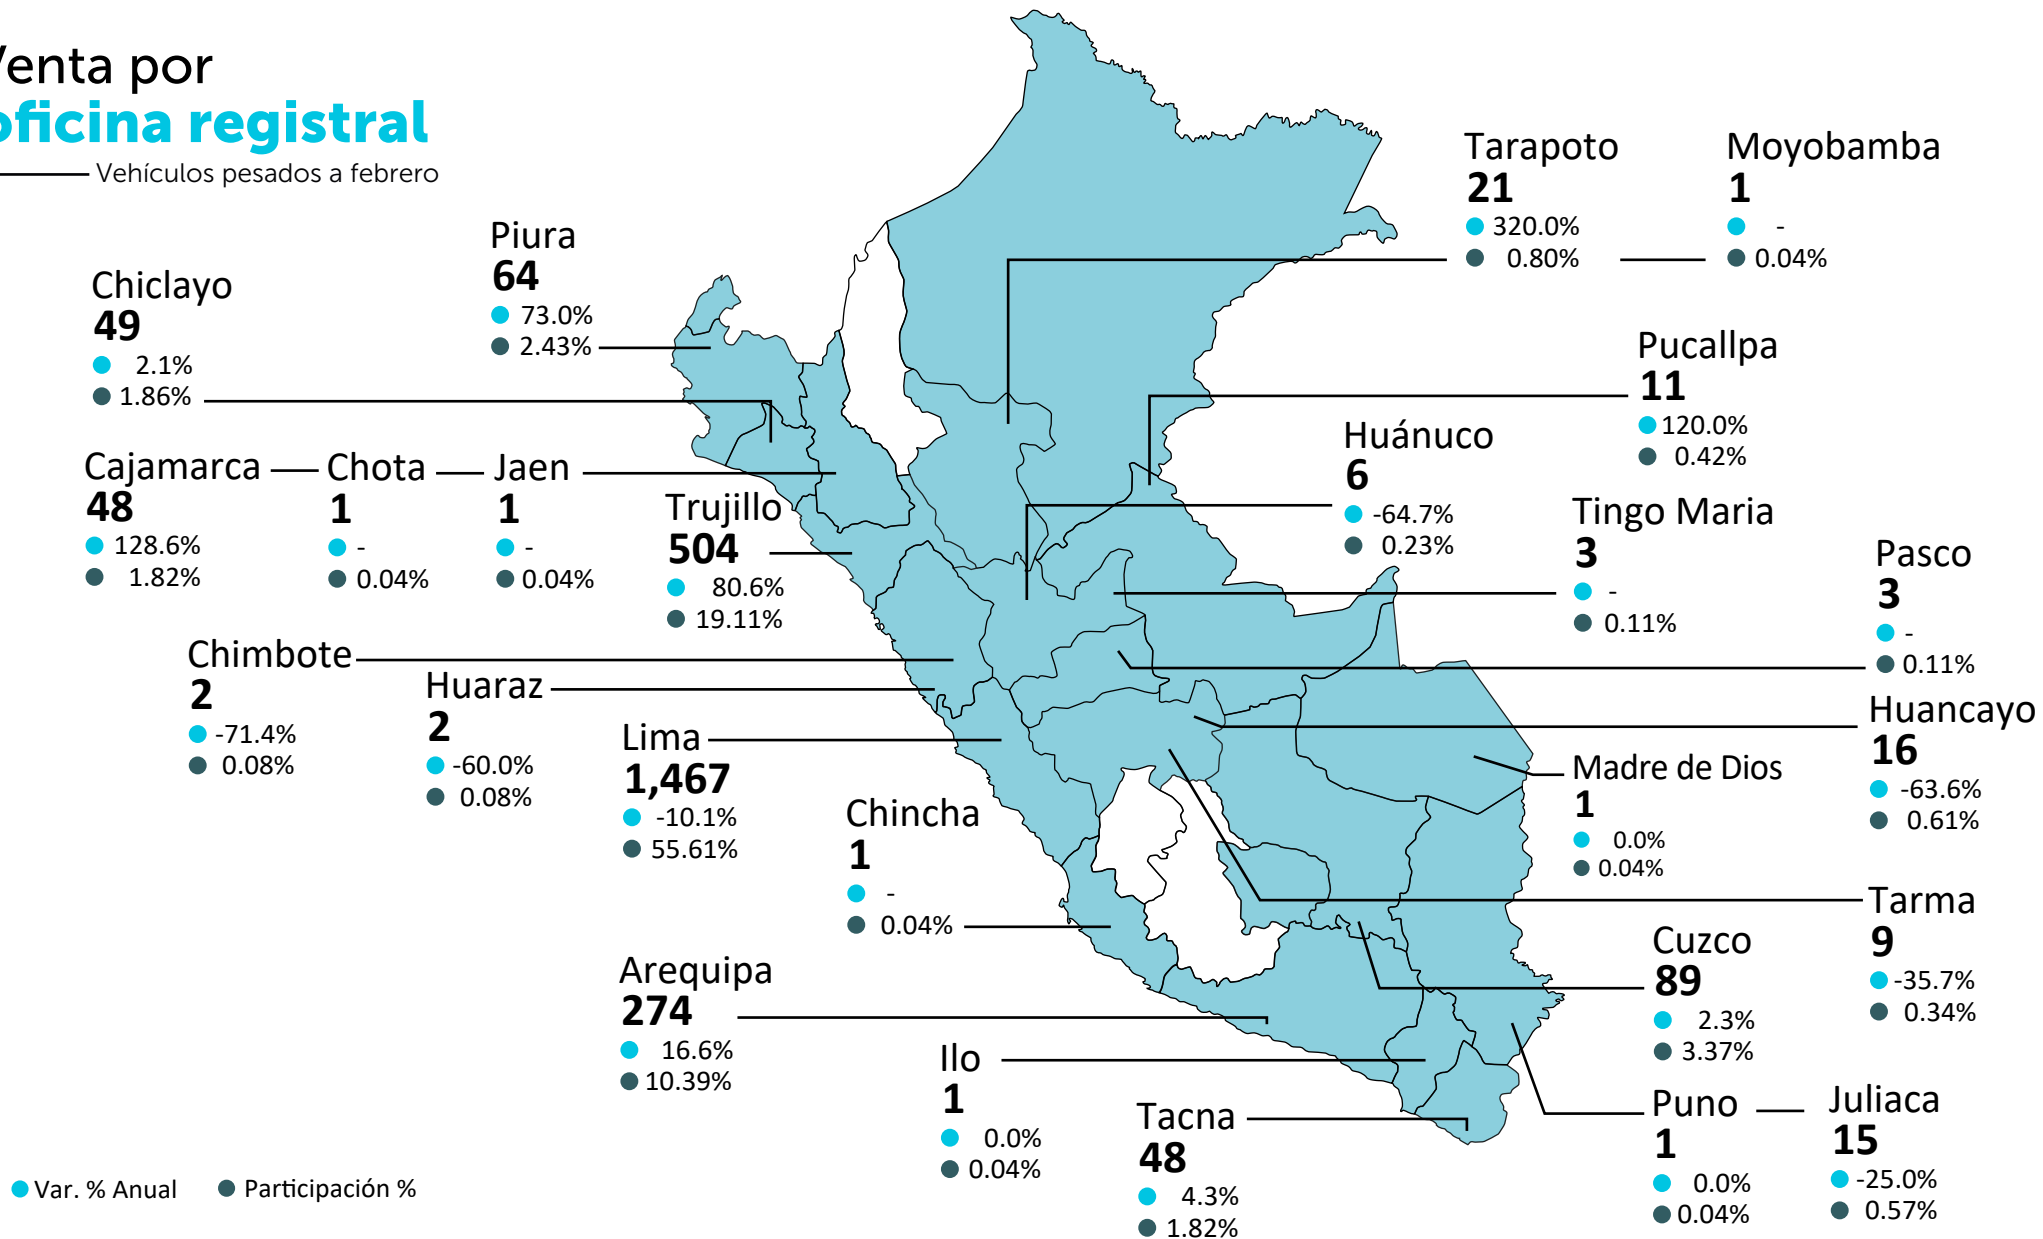 Venta por
oficina registral
Vehículos pesados a febrero
Tarapoto
21
320.0%
0.80%
Moyobamba
1
-
0.04%
Piura
64
73.0%
2.43%
Chiclayo
49
2.1%
1.86%
Pucallpa
11
120.0%
0.42%
Huánuco
6
-64.7%
0.23%
Cajamarca
48
128.6%
1.82%
Chota
1
-
0.04%
Jaen
1
-
0.04%
Trujillo
504
80.6%
19.11%
Tingo Maria
3
-
0.11%
Pasco
3
-
0.11%
Chimbote
2
-71.4%
0.08%
Huaraz
2
-60.0%
0.08%
Lima
1,467
-10.1%
55.61%
Huancayo
16
-63.6%
0.61%
Madre de Dios
1
0.0%
0.04%
Chincha
1
-
0.04%
Tarma
9
-35.7%
0.34%
Cuzco
89
2.3%
3.37%
Arequipa
274
16.6%
10.39%
Ilo
1
0.0%
0.04%
Tacna
48
4.3%
1.82%
Puno
1
0.0%
0.04%
Juliaca
15
-25.0%
0.57%
Var. % Anual
Participación %